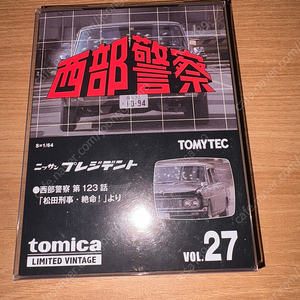 西部警察
10-94
S=1/64
TOMYTEC
ニッサン プレジデント
●西部警察 第123話
「松田刑事・絶命!」より
tomica
LIMITED VINTAGE
VOL.27